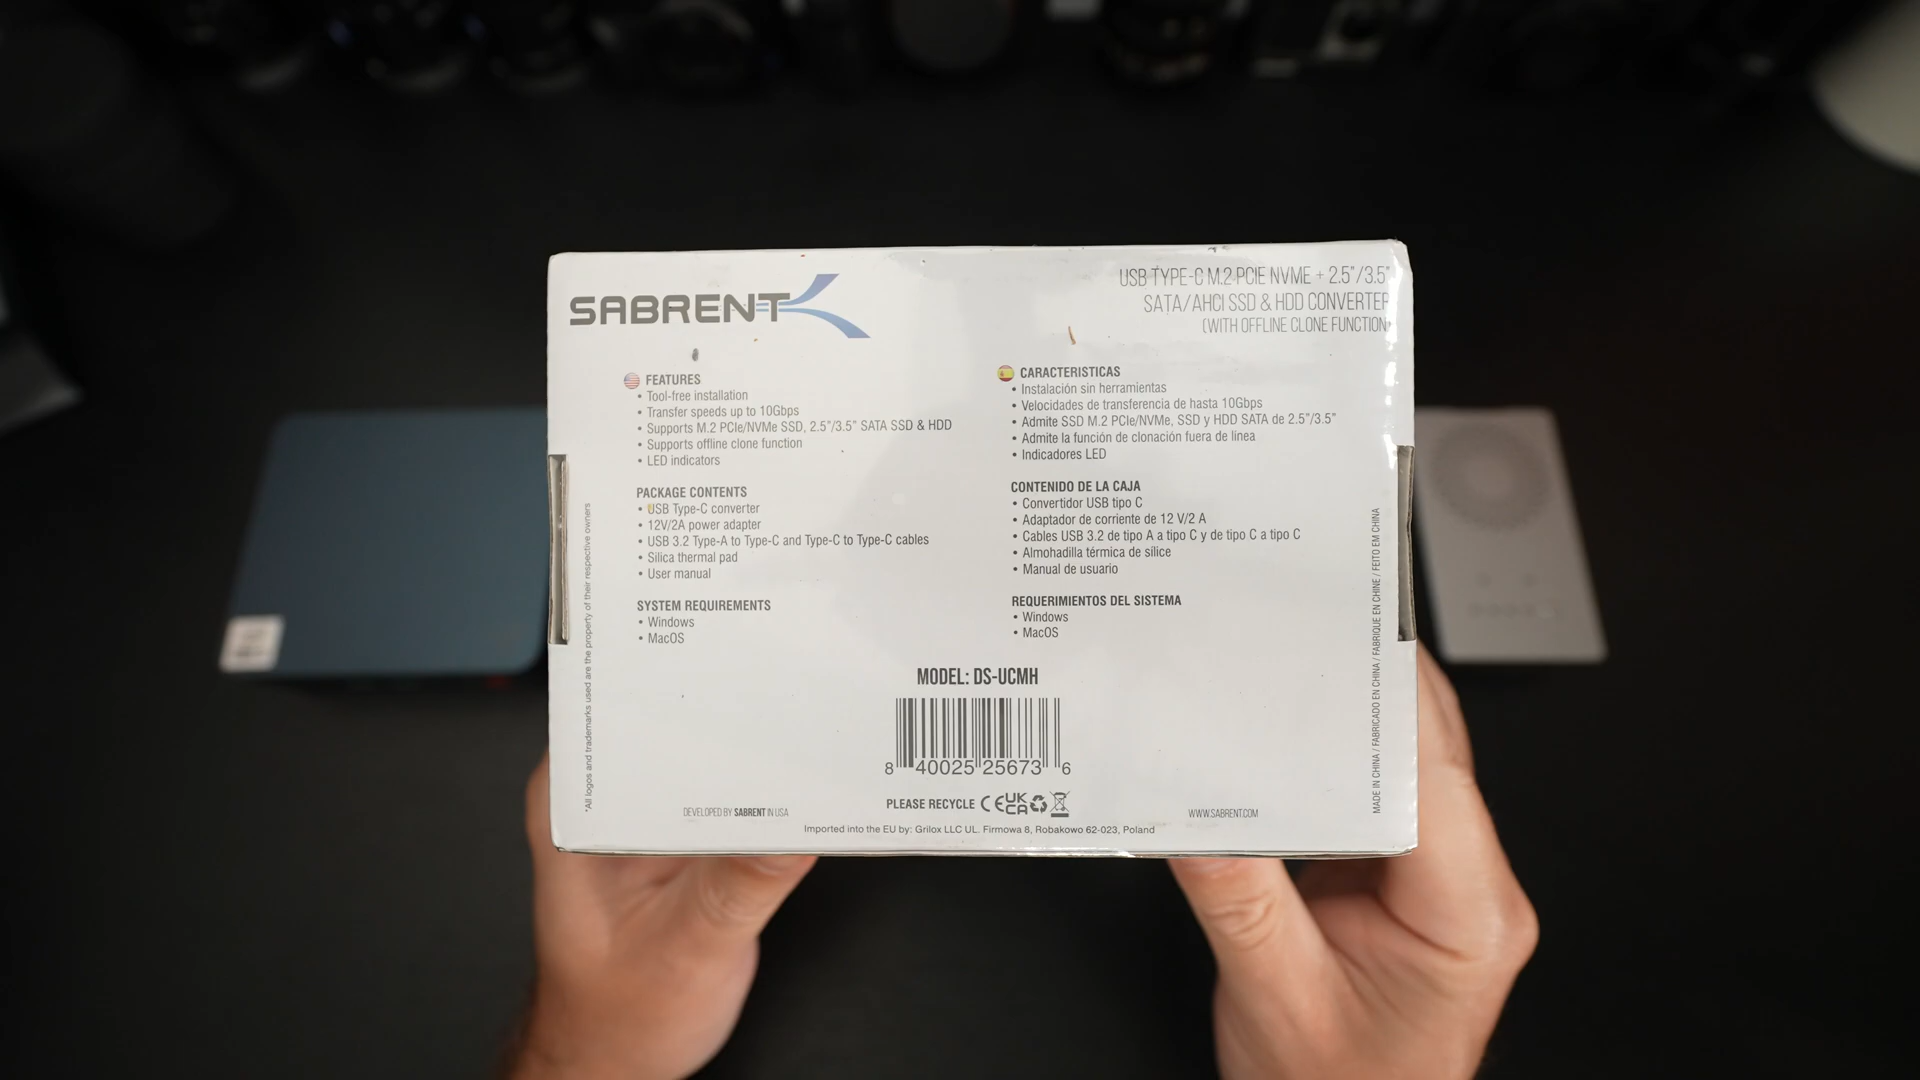 SABRENT
USB TYPE-C M.2 PCIE NVME + 2.5"/3.5"
SATA/AHCI SSD & HDD CONVERTER
(WITH OFFLINE CLONE FUNCTION)
FEATURES
• Tool-free installation
• Transfer speeds up to 10Gbps
• Supports M.2 PCIe/NVMe SSD, 2.5"/3.5" SATA SSD & HDD
• Supports offline clone function
• LED indicators
PACKAGE CONTENTS
• USB Type-C converter
• 12V/2A power adapter
• USB 3.2 Type-A to Type-C and Type-C to Type-C cables
• Silica thermal pad
• User manual
SYSTEM REQUIREMENTS
• Windows
• MacOS
CARACTERISTICAS
• Instalación sin herramientas
• Velocidades de transferencia de hasta 10Gbps
• Admite SSD M.2 PCIe/NVMe, SSD y HDD SATA de 2.5"/3.5"
• Admite la función de clonación fuera de línea
• Indicadores LED
CONTENIDO DE LA CAJA
• Convertidor USB tipo C
• Adaptador de corriente de 12 V/2 A
• Cables USB 3.2 de tipo A a tipo C y de tipo C a tipo C
• Almohadilla térmica de sílice
• Manual de usuario
REQUERIMIENTOS DEL SISTEMA
• Windows
• MacOS
*All logos and trademarks used are the property of their respective owners
MADE IN CHINA / FABRICADO EN CHINA / FABRIQUE EN CHINE / FEITO EM CHINA
MODEL: DS-UCMH
8 40025 25673 6
PLEASE RECYCLE CE UK CA
DEVELOPED BY SABRENT IN USA
WWW.SABRENT.COM
Imported into the EU by: Grilox LLC UL. Firmowa 8, Robakowo 62-023, Poland